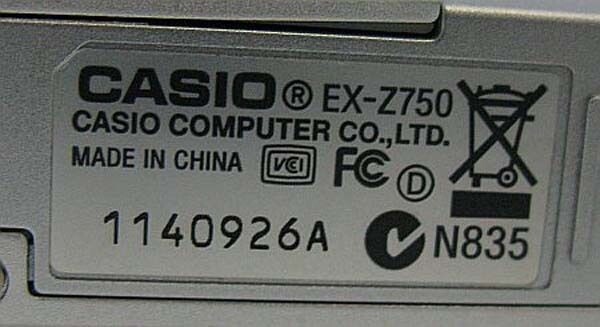 CASIO® EX-Z750
CASIO COMPUTER CO.,LTD.
MADE IN CHINA VCI FC D
1140926A N835